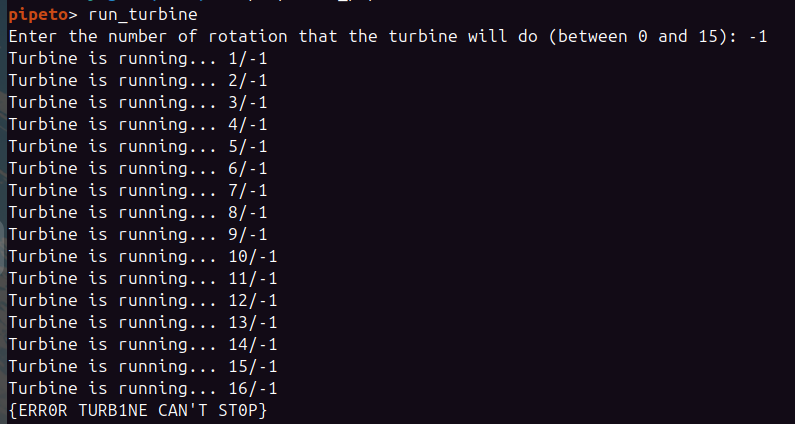 pipeto> run_turbine
Enter the number of rotation that the turbine will do (between 0 and 15): -1
Turbine is running... 1/-1
Turbine is running... 2/-1
Turbine is running... 3/-1
Turbine is running... 4/-1
Turbine is running... 5/-1
Turbine is running... 6/-1
Turbine is running... 7/-1
Turbine is running... 8/-1
Turbine is running... 9/-1
Turbine is running... 10/-1
Turbine is running... 11/-1
Turbine is running... 12/-1
Turbine is running... 13/-1
Turbine is running... 14/-1
Turbine is running... 15/-1
Turbine is running... 16/-1
{ERR0R TURB1NE CAN'T ST0P}